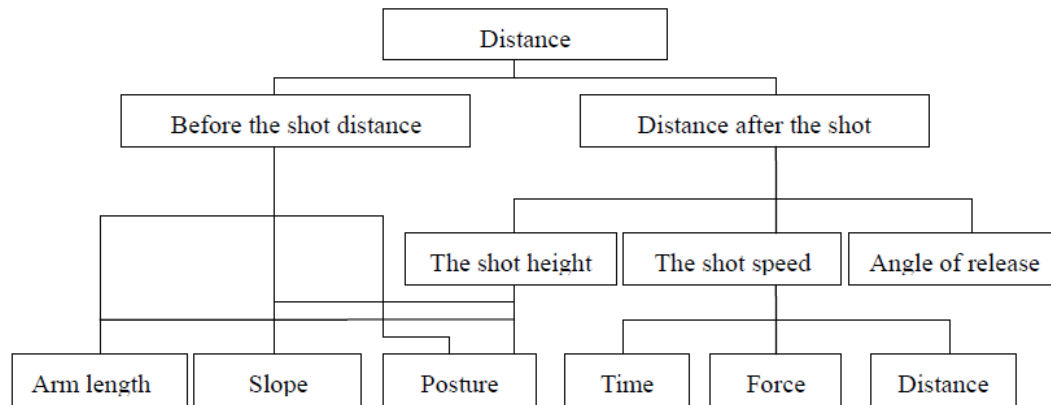 Distance
Before the shot distance
Distance after the shot
The shot height
The shot speed
Angle of release
Arm length
Slope
Posture
Time
Force
Distance